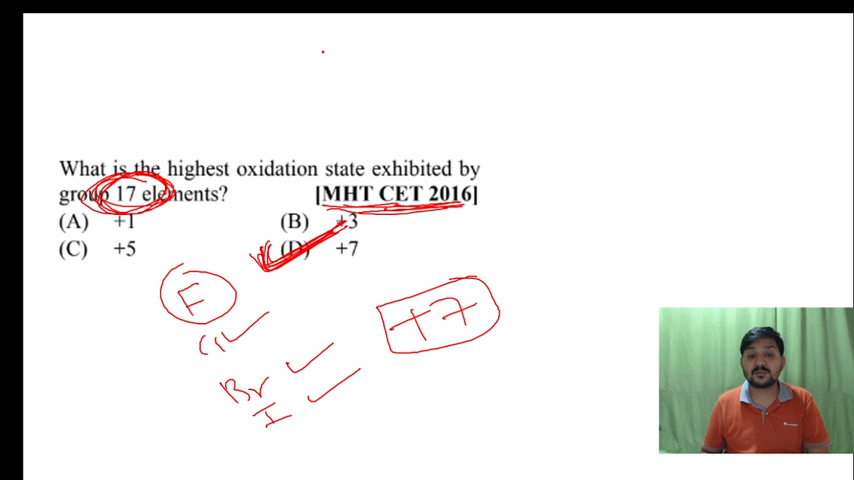 What is the highest oxidation state exhibited by
group 17 elements? [MHT CET 2016]
(A) +1 (B) +3
(C) +5 (D) +7
F
Cl
Br
I
+7